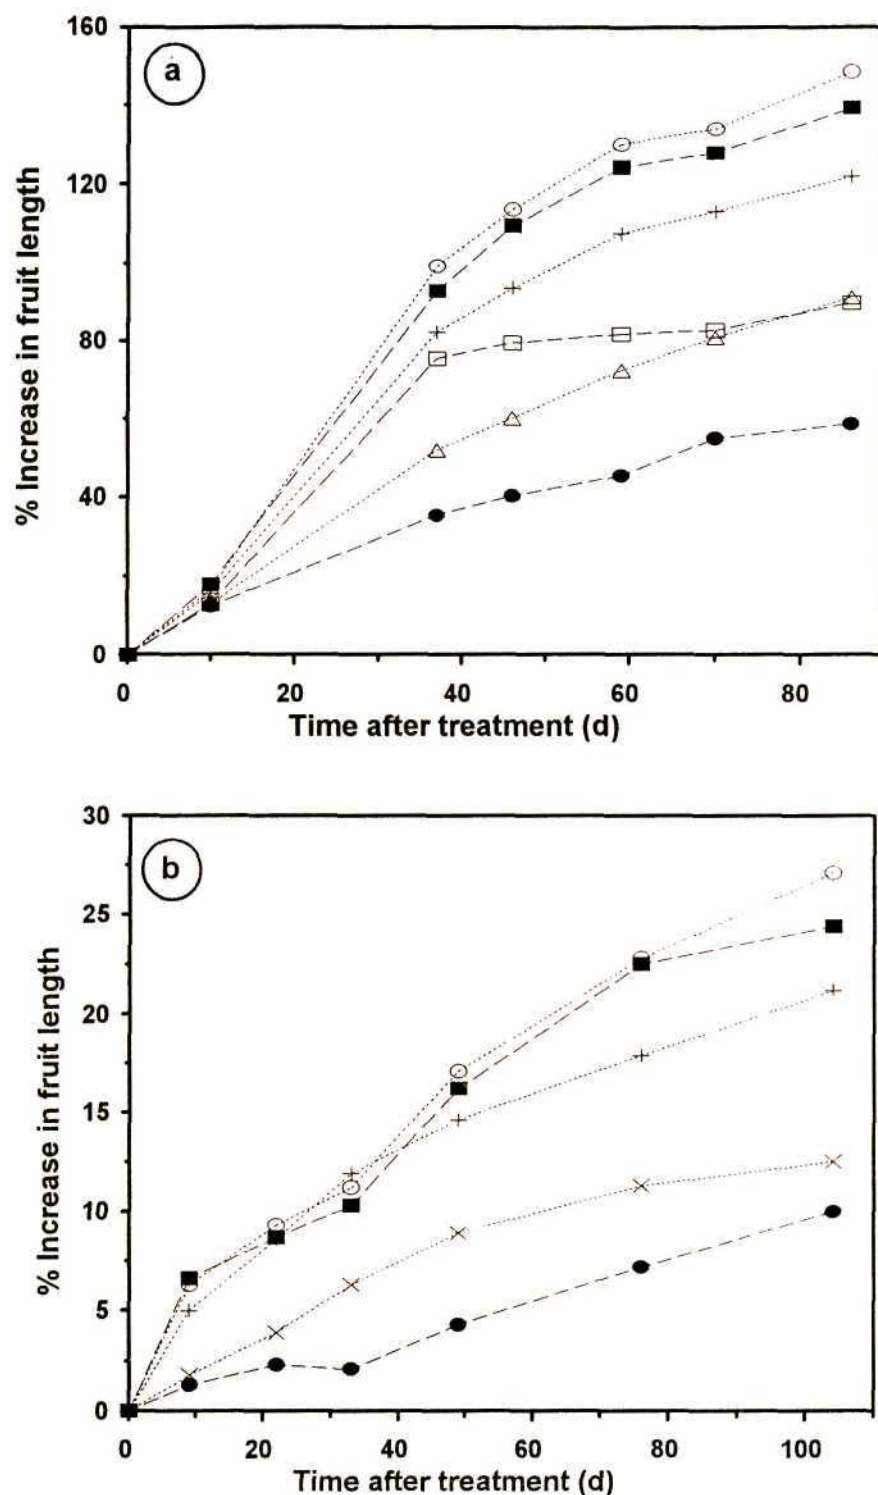 160
a
120
80
40
0
% Increase in fruit length
0 20 40 60 80
Time after treatment (d)
30
b
25
20
15
10
5
0
% Increase in fruit length
0 20 40 60 80 100
Time after treatment (d)